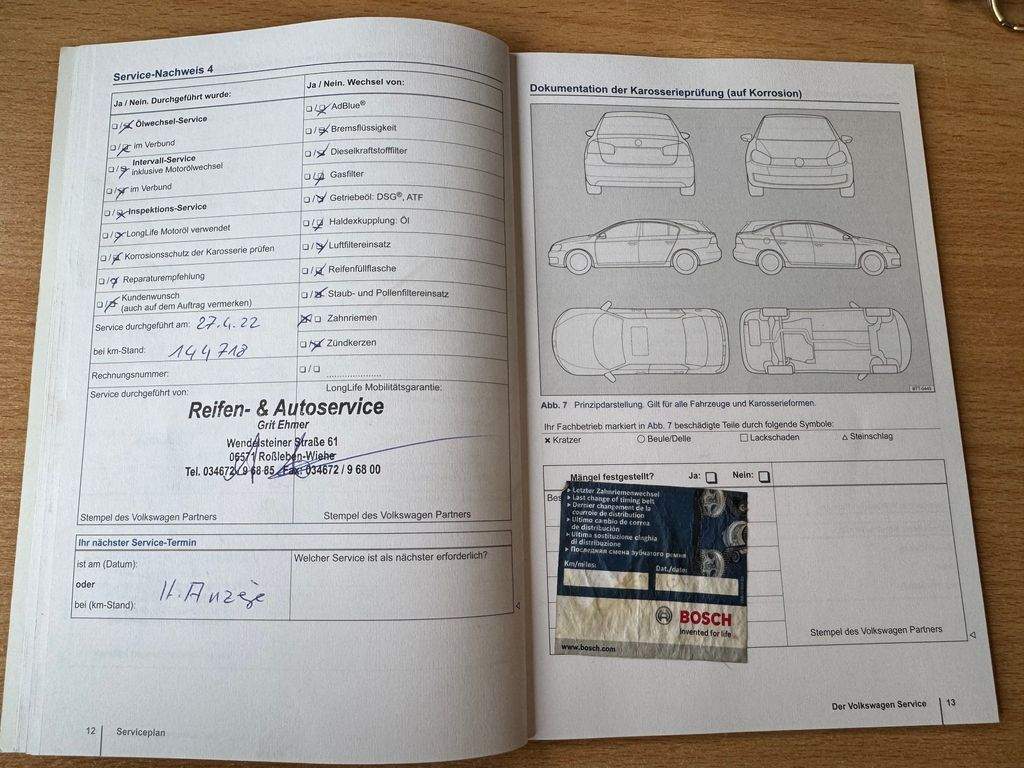 Service-Nachweis 4
Ja / Nein. Durchgeführt wurde:
Ölwechsel-Service
im Verbund
Intervall-Service
inklusive Motorölwechsel
im Verbund
Inspektions-Service
LongLife Motoröl verwendet
Korrosionsschutz der Karosserie prüfen
Reparaturempfehlung
Kundenwunsch
(auch auf dem Auftrag vermerken)
Service durchgeführt am: 27.4.22
bei km-Stand: 144718
Rechnungsnummer:
Service durchgeführt von:
Ja / Nein. Wechsel von:
AdBlue®
Bremsflüssigkeit
Dieselkraftstofffilter
Gasfilter
Getriebeöl: DSG®, ATF
Haldexkupplung: Öl
Luftfiltereinsatz
Reifenfüllflasche
Staub- und Pollenfiltereinsatz
Zahnriemen
Zündkerzen
LongLife Mobilitätsgarantie:
Reifen- & Autoservice
Grit Ehmer
Wendelsteiner Straße 61
06571 Roßleben-Wiehe
Tel. 034672 / 9 68 85 Fax: 034672 / 9 68 00
Stempel des Volkswagen Partners
Stempel des Volkswagen Partners
Ihr nächster Service-Termin
ist am (Datum):
oder
bei (km-Stand):
Welcher Service ist als nächster erforderlich?
12
Serviceplan
Dokumentation der Karosserieprüfung (auf Korrosion)
Abb. 7 Prinzipdarstellung. Gilt für alle Fahrzeuge und Karosserieformen.
Ihr Fachbetrieb markiert in Abb. 7 beschädigte Teile durch folgende Symbole:
× Kratzer
○ Beule/Delle
□ Lackschaden
△ Steinschlag
Mängel festgestellt?
Ja:
Nein:
Letzter Zahnriemenwechsel
Last change of timing belt
Dernier changement de la
courroie de distribution
Ultimo cambio de correa
de distribución
Ultima sostituzione cinghia
di distribuzione
Последняя смена зубчатого ремня
Km/miles:
Dat./date:
BOSCH
Invented for life
www.bosch.com
Stempel des Volkswagen Partners
Der Volkswagen Service
13